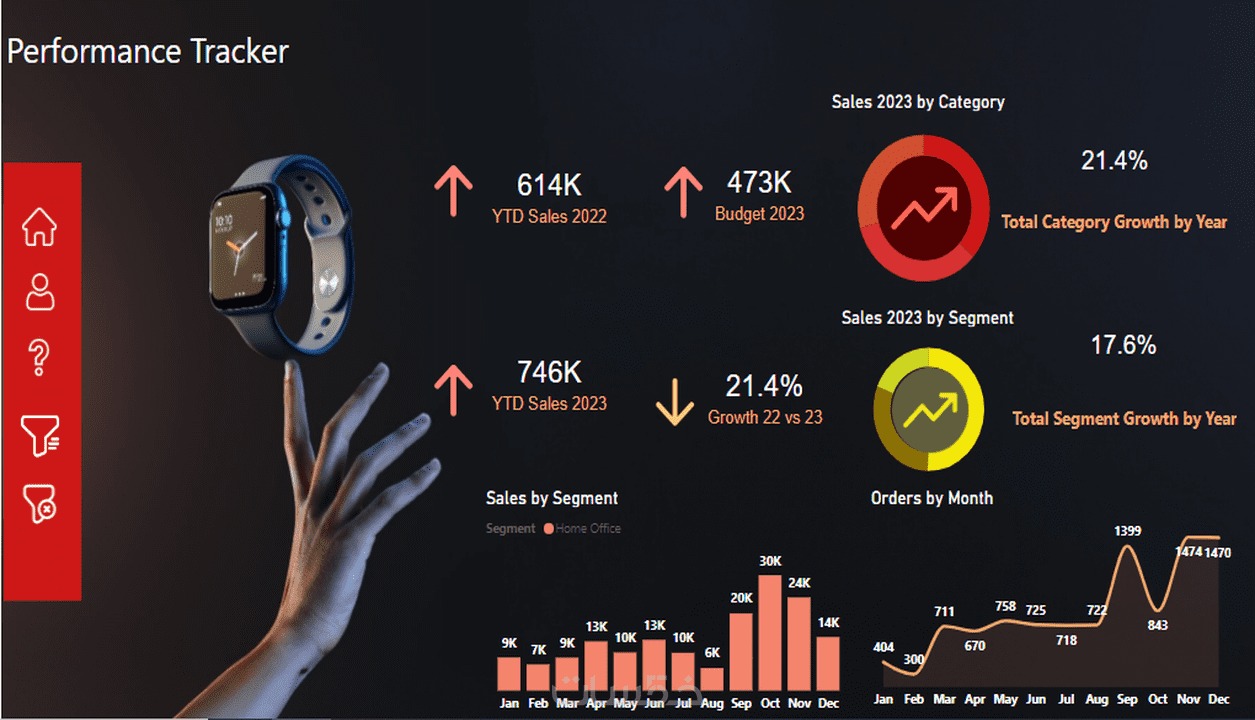 Performance Tracker
10:10
614K
YTD Sales 2022
473K
Budget 2023
Sales 2023 by Category
21.4%
Total Category Growth by Year
746K
YTD Sales 2023
21.4%
Growth 22 vs 23
Sales 2023 by Segment
17.6%
Total Segment Growth by Year
Sales by Segment
Segment Home Office
9K 7K 9K 13K 10K 13K 10K 6K 20K 30K 24K 14K
Jan Feb Mar Apr May Jun Jul Aug Sep Oct Nov Dec
خمسات
Orders by Month
404 300 711 670 758 725 718 722 1399 843 1474 1470
Jan Feb Mar Apr May Jun Jul Aug Sep Oct Nov Dec